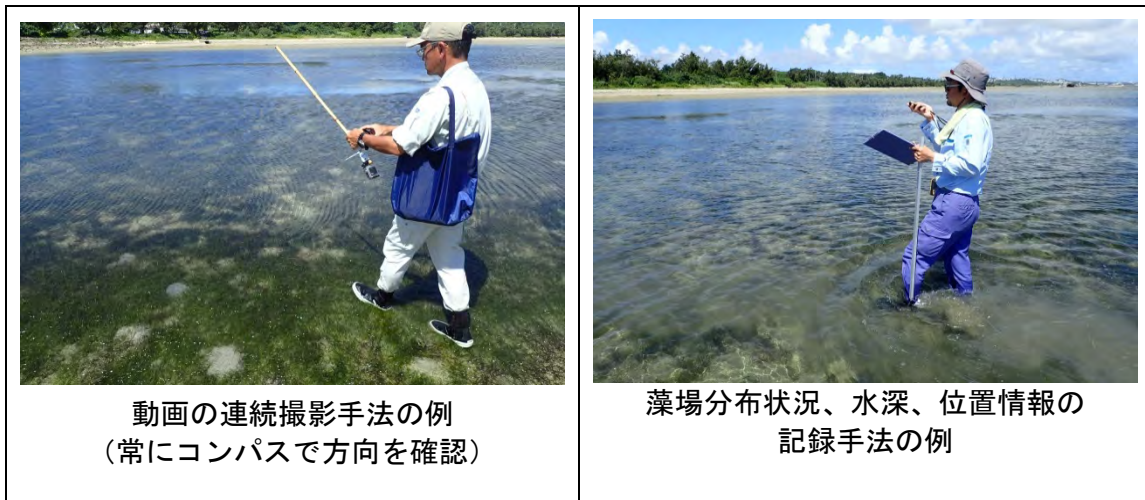 動画の連続撮影手法の例
（常にコンパスで方向を確認）
藻場分布状況、水深、位置情報の
記録手法の例